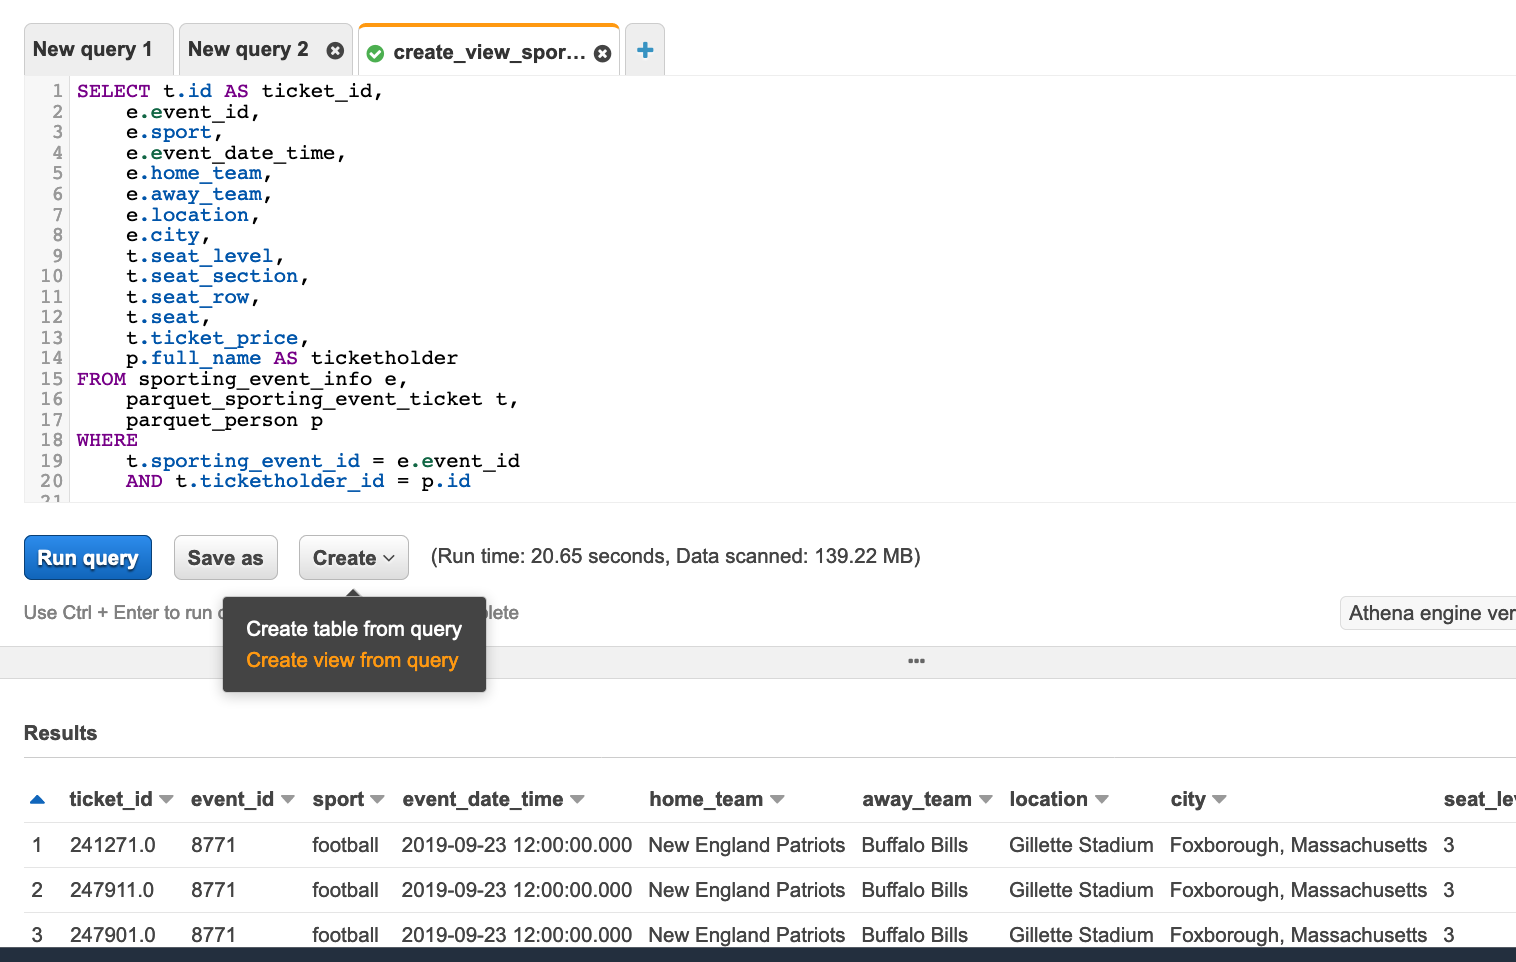 New query 1 New query 2 create_view_spor... +
1 SELECT t.id AS ticket_id,
2 e.event_id,
3 e.sport,
4 e.event_date_time,
5 e.home_team,
6 e.away_team,
7 e.location,
8 e.city,
9 t.seat_level,
10 t.seat_section,
11 t.seat_row,
12 t.seat,
13 t.ticket_price,
14 p.full_name AS ticketholder
15 FROM sporting_event_info e,
16 parquet_sporting_event_ticket t,
17 parquet_person p
18 WHERE
19 t.sporting_event_id = e.event_id
20 AND t.ticketholder_id = p.id
21
Run query Save as Create (Run time: 20.65 seconds, Data scanned: 139.22 MB)
Use Ctrl + Enter to run
Athena engine ver
Create table from query
Create view from query
Results
ticket_id event_id sport event_date_time home_team away_team location city seat_lev
1 241271.0 8771 football 2019-09-23 12:00:00.000 New England Patriots Buffalo Bills Gillette Stadium Foxborough, Massachusetts 3
2 247911.0 8771 football 2019-09-23 12:00:00.000 New England Patriots Buffalo Bills Gillette Stadium Foxborough, Massachusetts 3
3 247901.0 8771 football 2019-09-23 12:00:00.000 New England Patriots Buffalo Bills Gillette Stadium Foxborough, Massachusetts 3